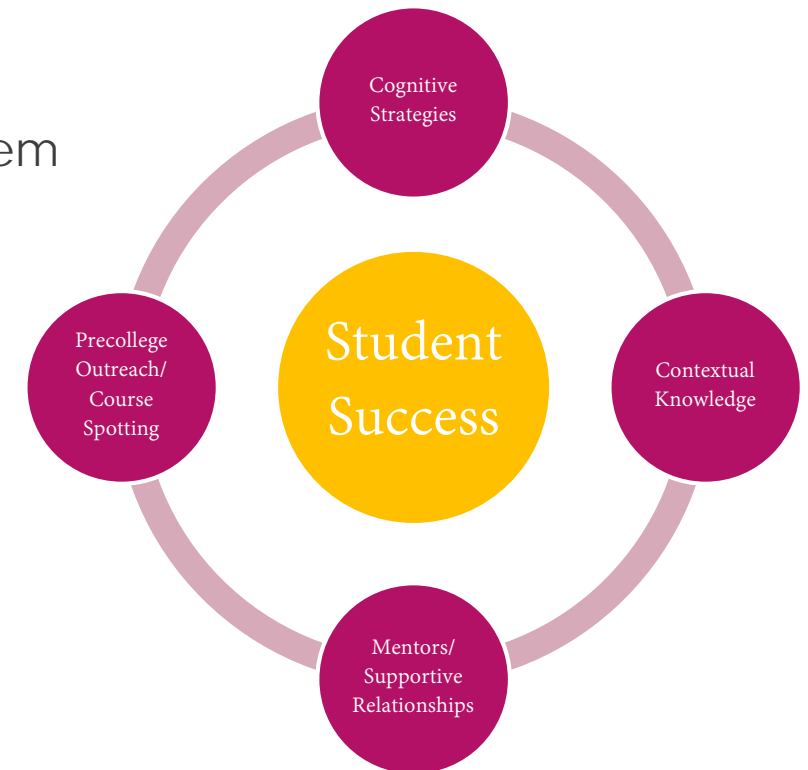 em
Cognitive
Strategies
Precollege
Outreach/
Course
Spotting
Student
Success
Contextual
Knowledge
Mentors/
Supportive
Relationships